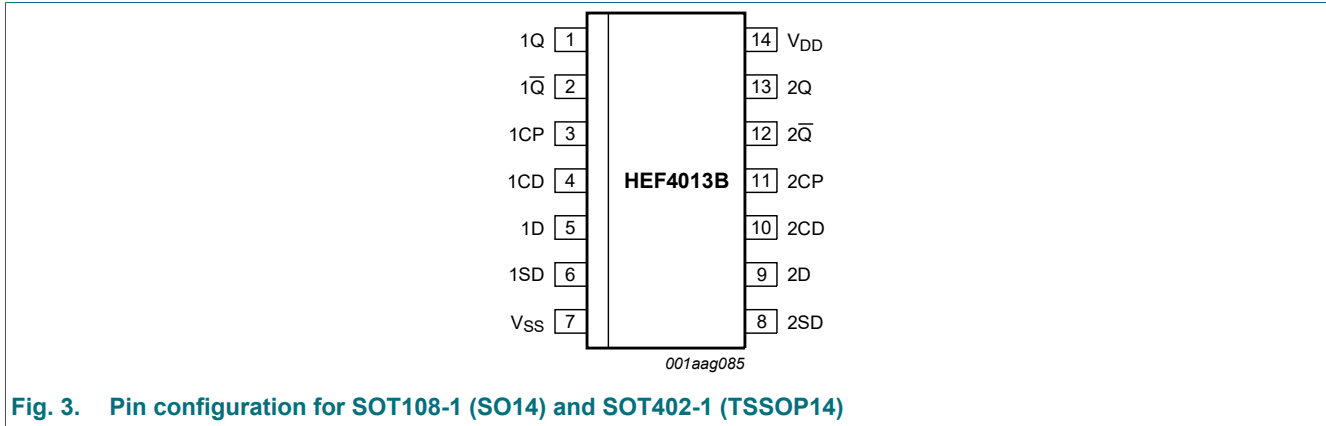 1Q 1 14 VDD
1Q̅ 2 13 2Q
1CP 3 12 2Q̅
1CD 4 HEF4013B 11 2CP
1D 5 10 2CD
1SD 6 9 2D
VSS 7 8 2SD
001aag085
Fig. 3. Pin configuration for SOT108-1 (SO14) and SOT402-1 (TSSOP14)